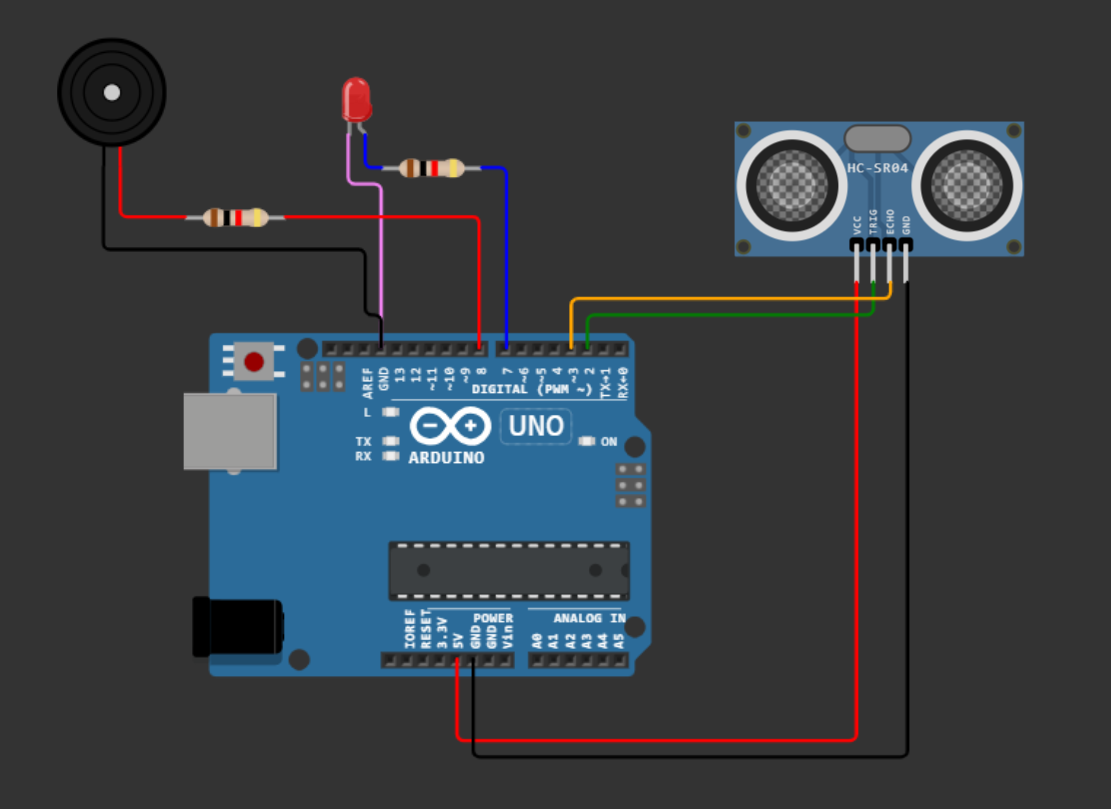 HC-SR04
VCC
TRIG
ECHO
GND
AREF
GND
13
12
~11
~10
~9
8
7
~6
~5
4
~3
2
TX→1
RX←0
DIGITAL (PWM ~)
L
TX
RX
UNO
ON
ARDUINO
IOREF
RESET
3.3V
5V
GND
GND
Vin
POWER
ANALOG IN
A0
A1
A2
A3
A4
A5